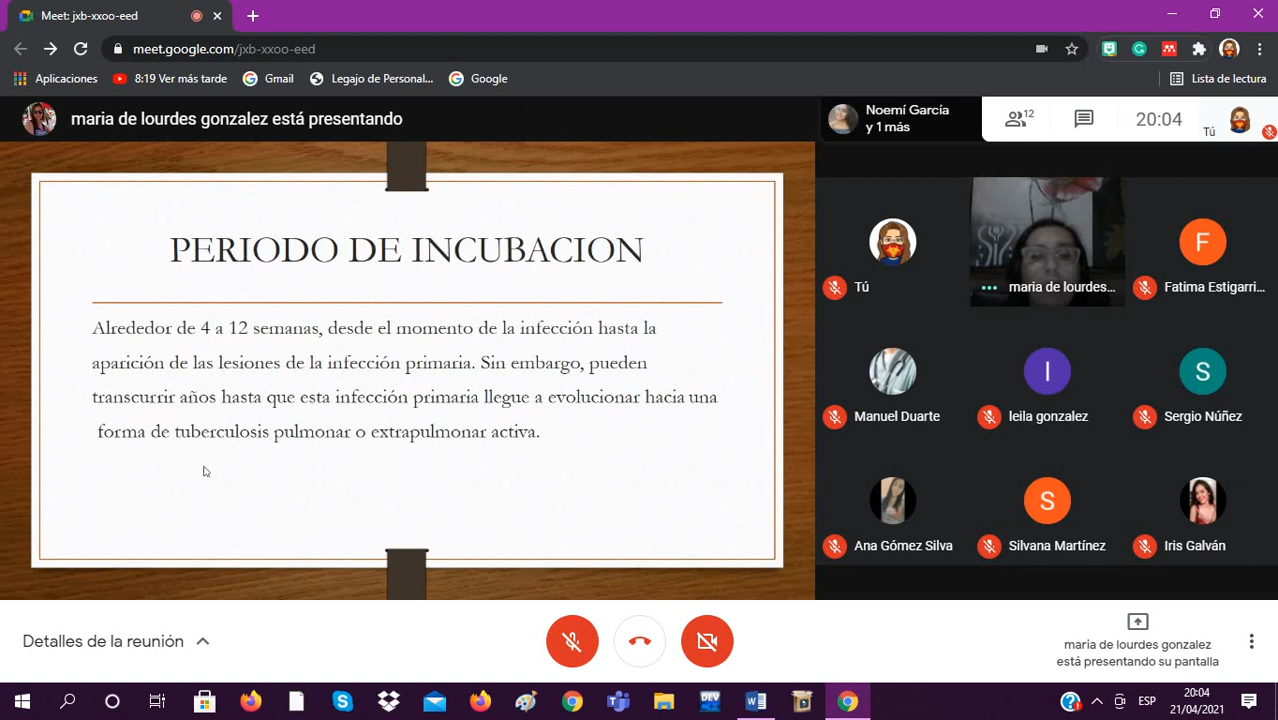 Meet: jxb-xxoo-eed
meet.google.com/jxb-xxoo-eed
Aplicaciones
8:19 Ver más tarde
Gmail
Legajo de Personal...
Google
Lista de lectura
maria de lourdes gonzalez está presentando
Noemí García
y 1 más
12
20:04
Tú
PERIODO DE INCUBACION
Alrededor de 4 a 12 semanas, desde el momento de la infección hasta la
aparición de las lesiones de la infección primaria. Sin embargo, pueden
transcurrir años hasta que esta infección primaria llegue a evolucionar hacia una
forma de tuberculosis pulmonar o extrapulmonar activa.
Tú
maria de lourdes...
F
Fatima Estigarri...
Manuel Duarte
I
leila gonzalez
S
Sergio Núñez
Ana Gómez Silva
S
Silvana Martínez
Iris Galván
Detalles de la reunión
maria de lourdes gonzalez
está presentando su pantalla
DEV
ESP
20:04
21/04/2021